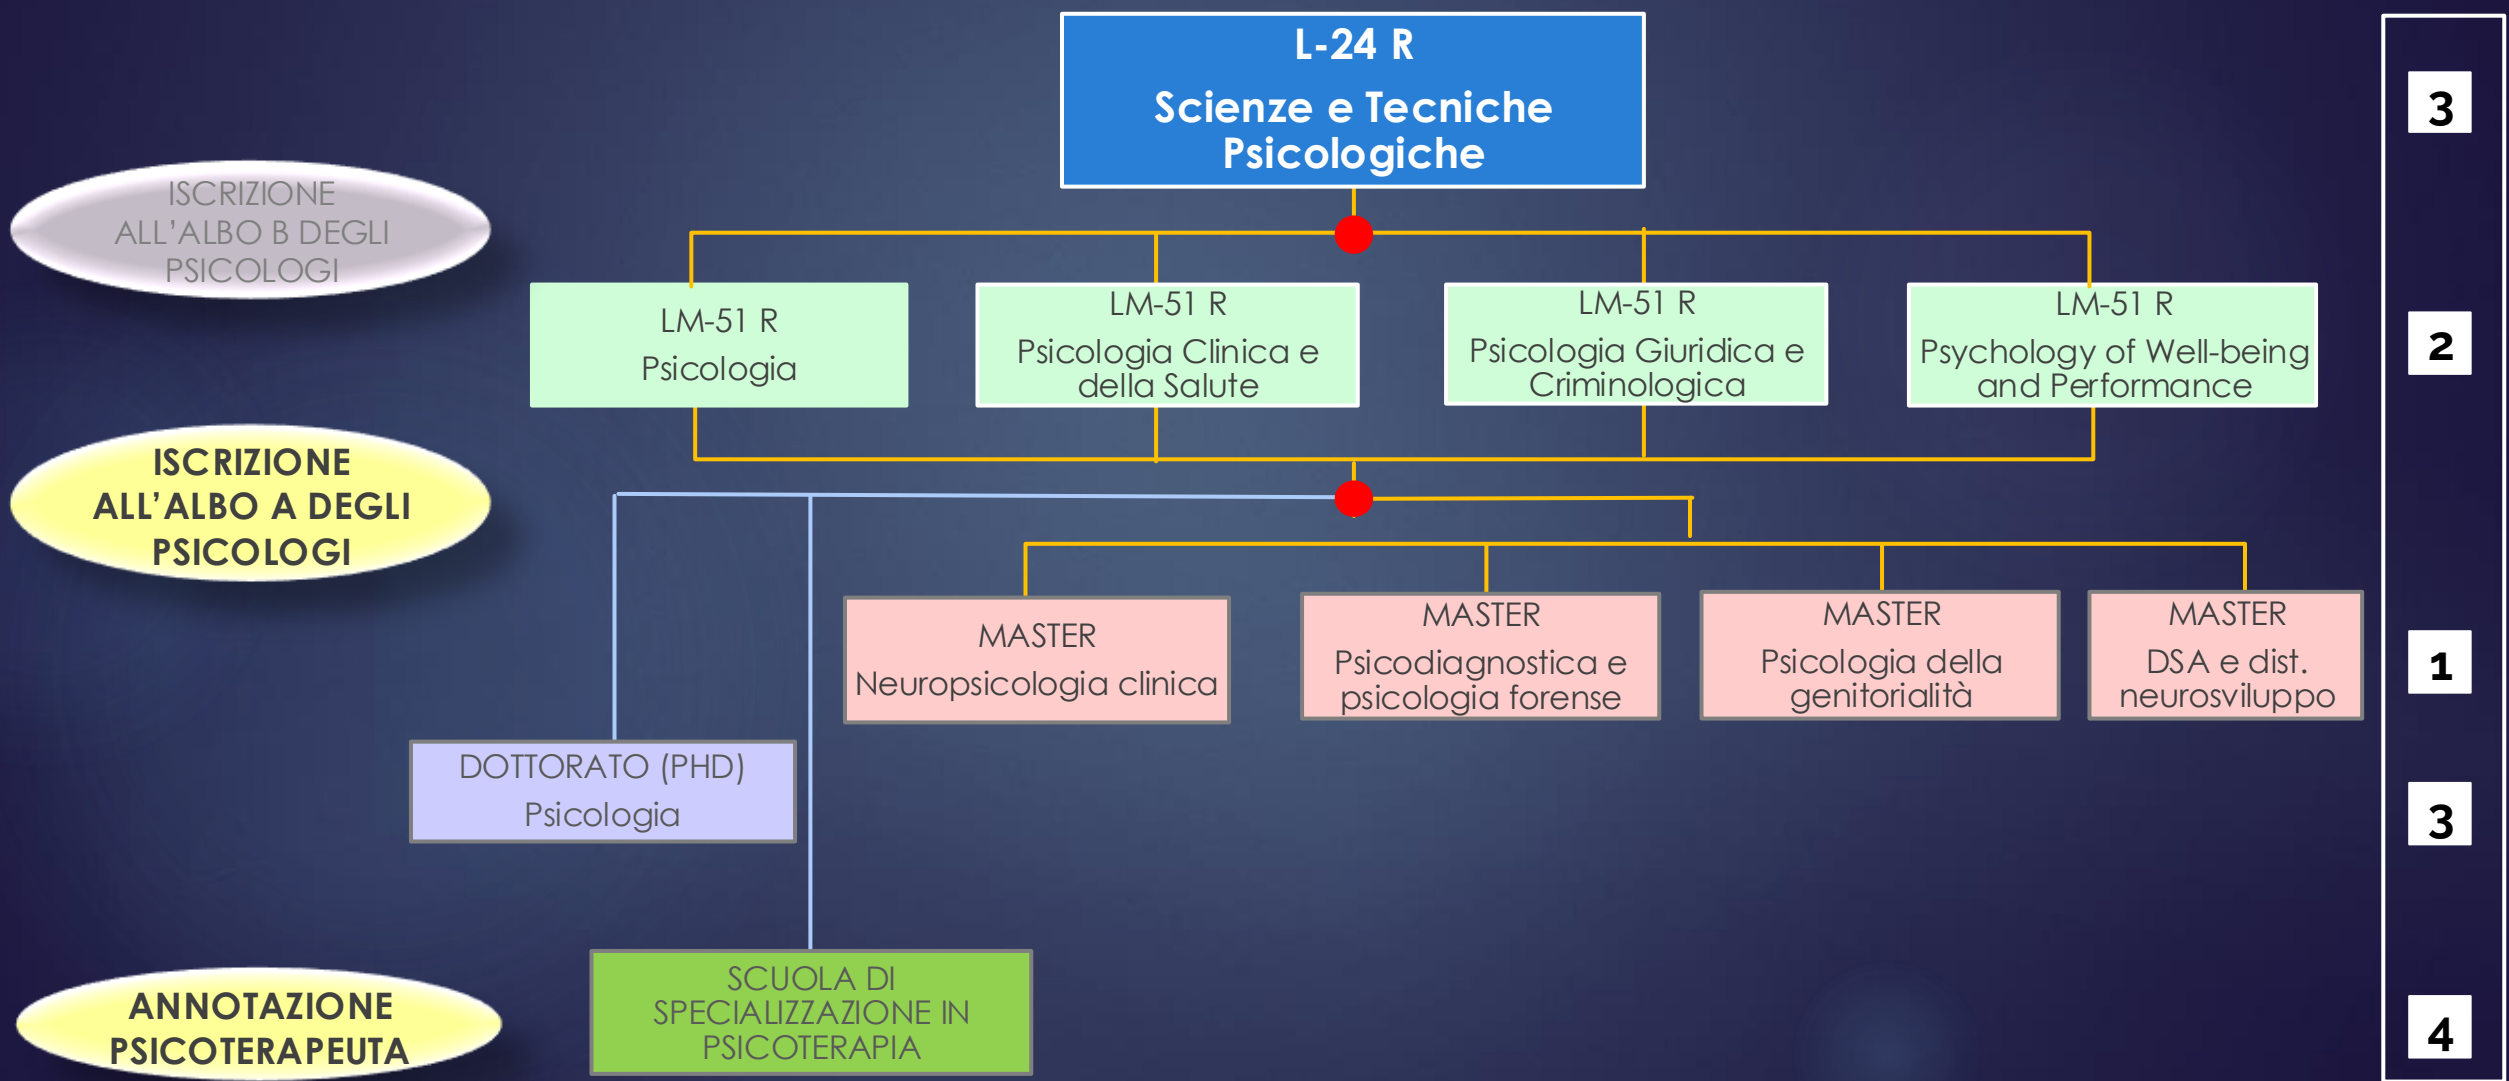 L-24 R
Scienze e Tecniche
Psicologiche
3
ISCRIZIONE
ALL'ALBO B DEGLI
PSICOLOGI
LM-51 R
Psicologia
LM-51 R
Psicologia Clinica e
della Salute
LM-51 R
Psicologia Giuridica e
Criminologica
LM-51 R
Psychology of Well-being
and Performance
2
ISCRIZIONE
ALL'ALBO A DEGLI
PSICOLOGI
MASTER
Neuropsicologia clinica
MASTER
Psicodiagnostica e
psicologia forense
MASTER
Psicologia della
genitorialità
MASTER
DSA e dist.
neurosviluppo
1
DOTTORATO (PHD)
Psicologia
3
ANNOTAZIONE
PSICOTERAPEUTA
SCUOLA DI
SPECIALIZZAZIONE IN
PSICOTERAPIA
4